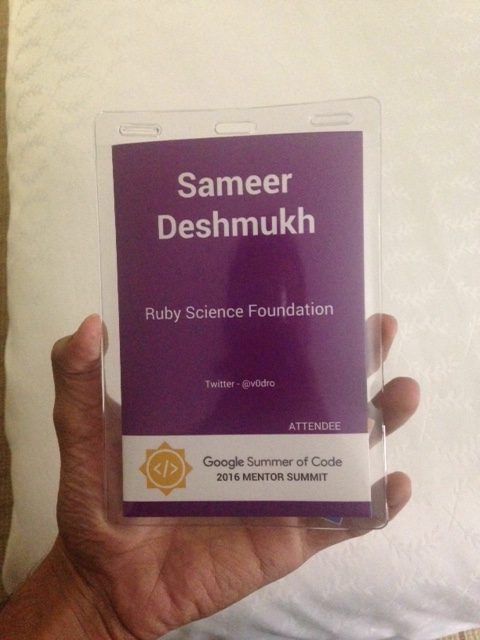 Sameer
Deshmukh
Ruby Science Foundation
Twitter - @v0dro
ATTENDEE
</>
Google Summer of Code
2016 MENTOR SUMMIT